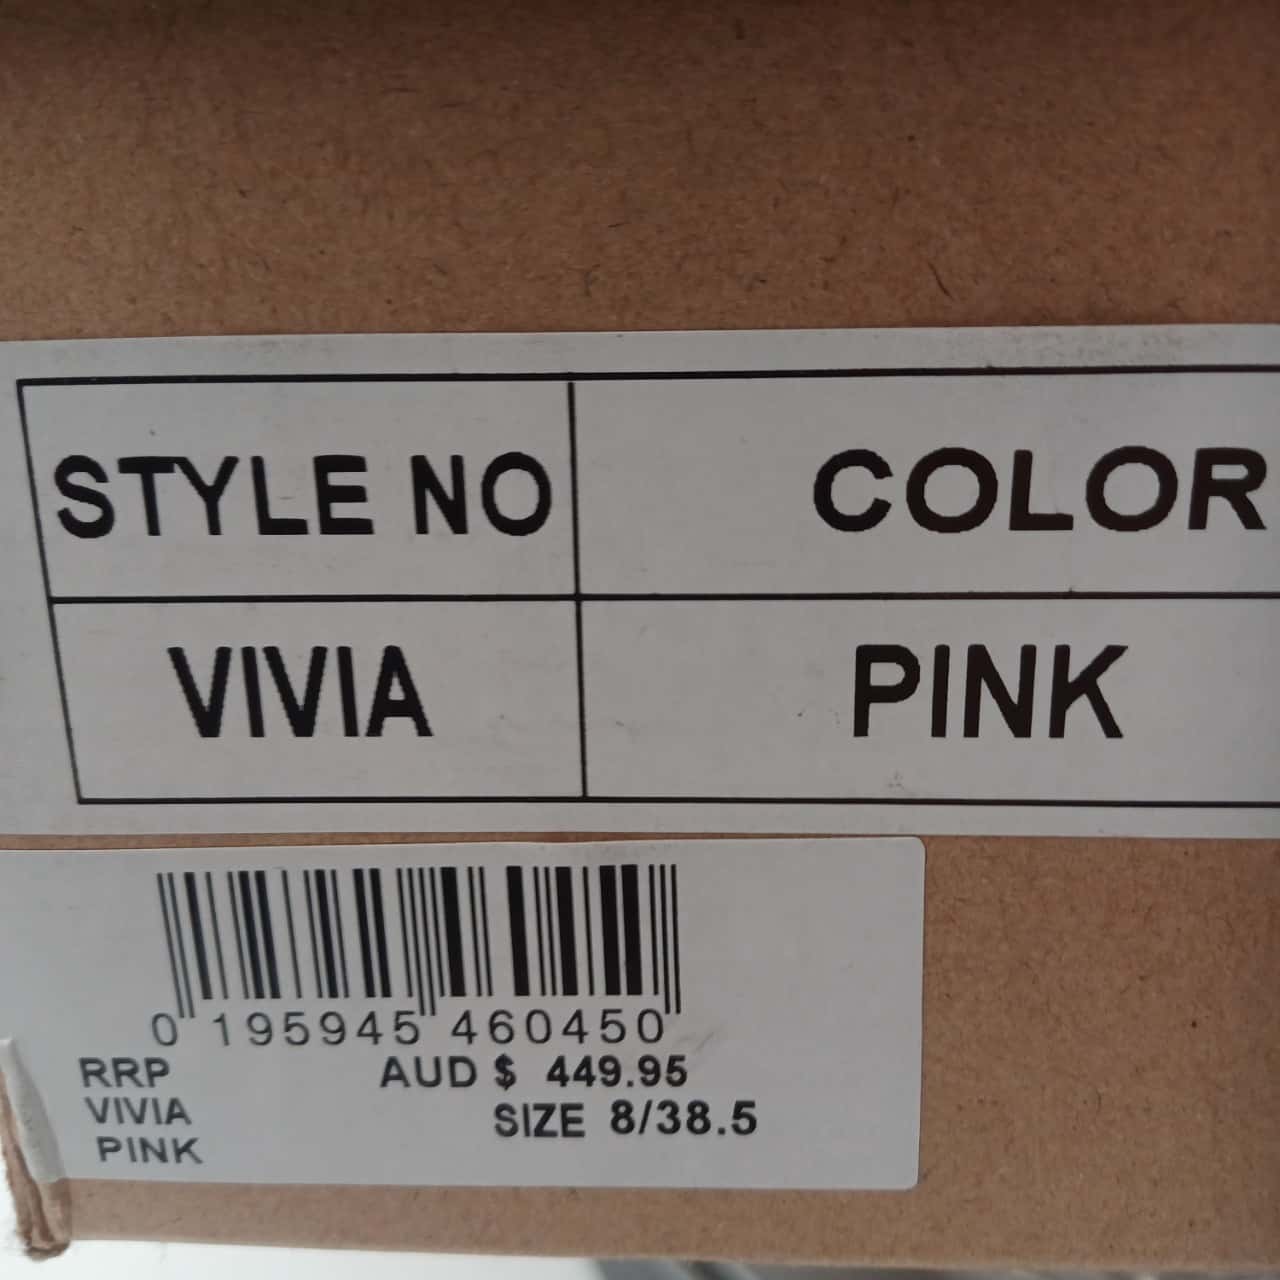 STYLE NO COLOR
VIVIA PINK
0 195945 460450
RRP AUD $ 449.95
VIVIA SIZE 8/38.5
PINK